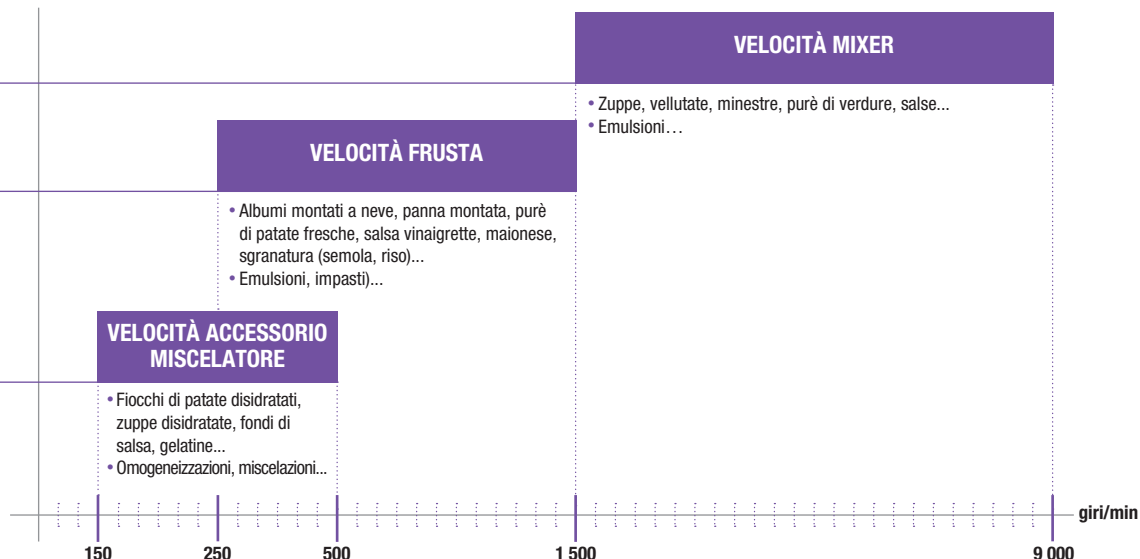 VELOCITÀ MIXER
• Zuppe, vellutate, minestre, purè di verdure, salse...
• Emulsioni…
VELOCITÀ FRUSTA
• Albumi montati a neve, panna montata, purè
di patate fresche, salsa vinaigrette, maionese,
sgranatura (semola, riso)...
• Emulsioni, impasti)...
VELOCITÀ ACCESSORIO
MISCELATORE
• Fiocchi di patate disidratati,
zuppe disidratate, fondi di
salsa, gelatine...
• Omogeneizzazioni, miscelazioni...
giri/min
150 250 500 1 500 9 000